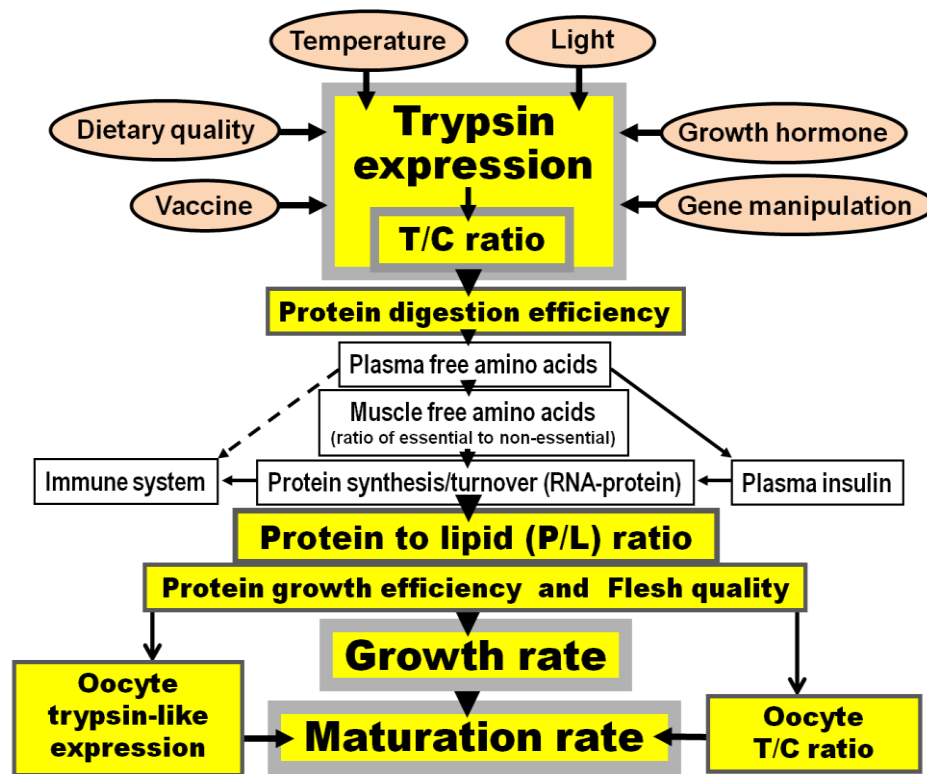 Temperature
Light
Dietary quality
Trypsin
expression
Growth hormone
Vaccine
Gene manipulation
T/C ratio
Protein digestion efficiency
Plasma free amino acids
Muscle free amino acids
(ratio of essential to non-essential)
Immune system
Protein synthesis/turnover (RNA-protein)
Plasma insulin
Protein to lipid (P/L) ratio
Protein growth efficiency and Flesh quality
Growth rate
Oocyte
trypsin-like
expression
Maturation rate
Oocyte
T/C ratio